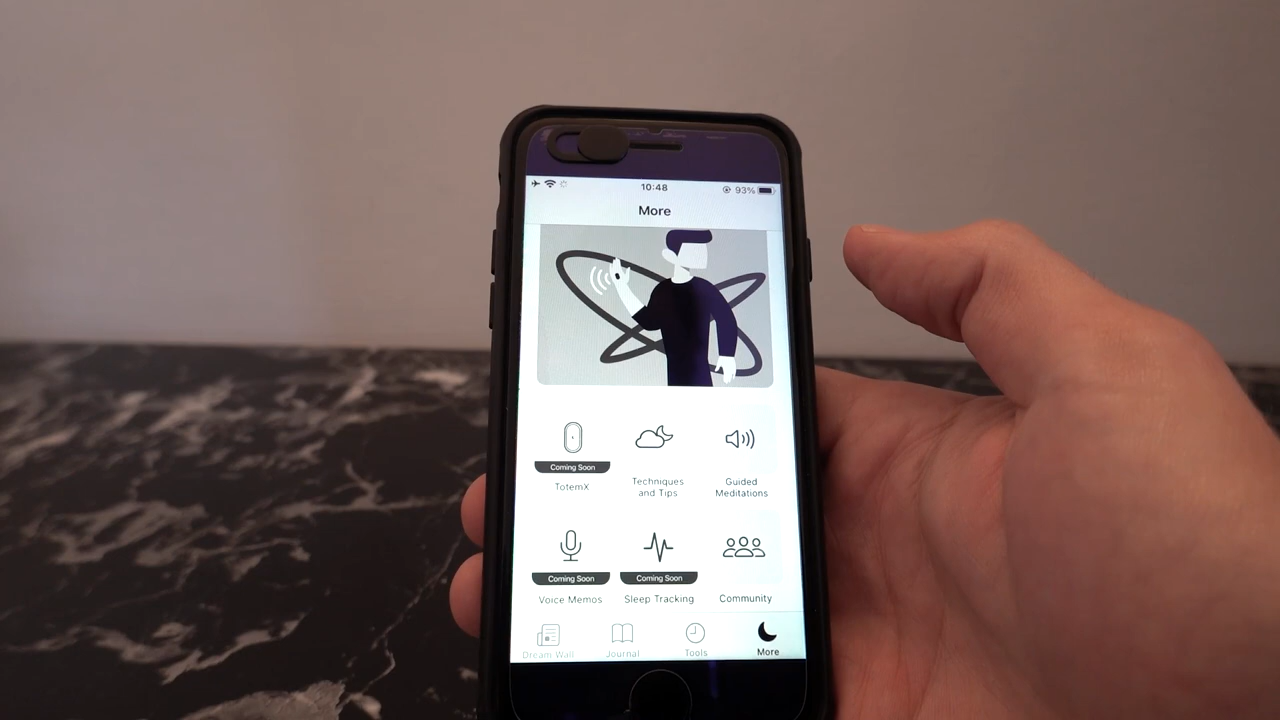 10:48
93%
More
Coming Soon
TotemX
Techniques
and Tips
Guided
Meditations
Coming Soon
Voice Memos
Coming Soon
Sleep Tracking
Community
Dream Wall
Journal
Tools
More